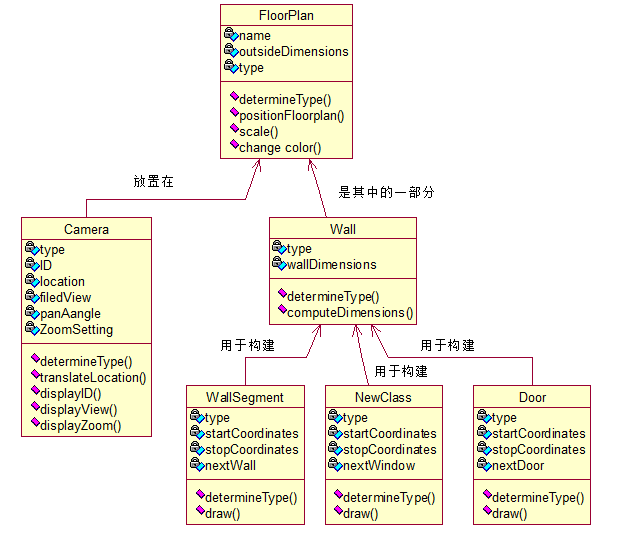 FloorPlan
name
outsideDimensions
type
determineType()
positionFloorplan()
scale()
change color()
放置在
是其中的一部分
Camera
type
ID
location
filedView
panAangle
ZoomSetting
determineType()
translateLocation()
displayID()
displayView()
displayZoom()
Wall
type
wallDimensions
determineType()
computeDimensions()
用于构建
用于构建
用于构建
WallSegment
type
startCoordinates
stopCoordinates
nextWall
determineType()
draw()
NewClass
type
startCoordinates
stopCoordinates
nextWindow
determineType()
draw()
Door
type
startCoordinates
stopCoordinates
nextDoor
determineType()
draw()